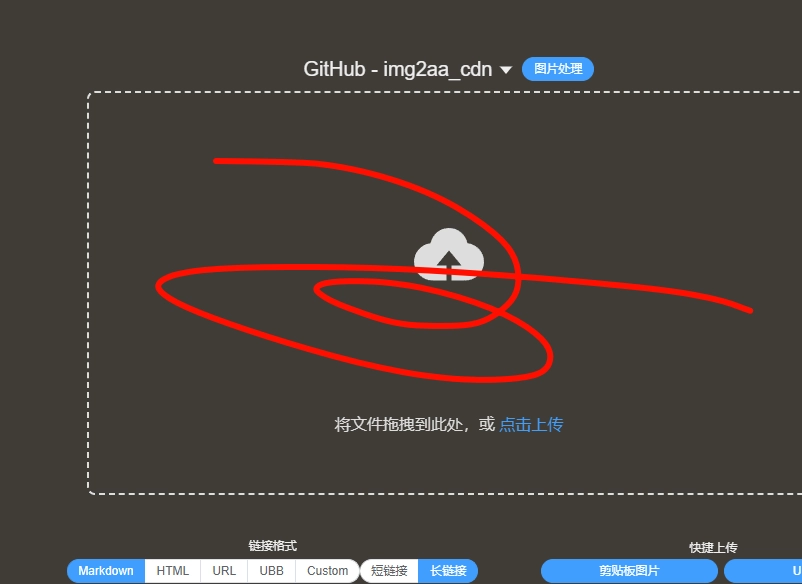 GitHub - img2aa_cdn 图片处理
将文件拖拽到此处，或 点击上传
链接格式 快捷上传
Markdown HTML URL UBB Custom 短链接 长链接 剪贴板图片 U